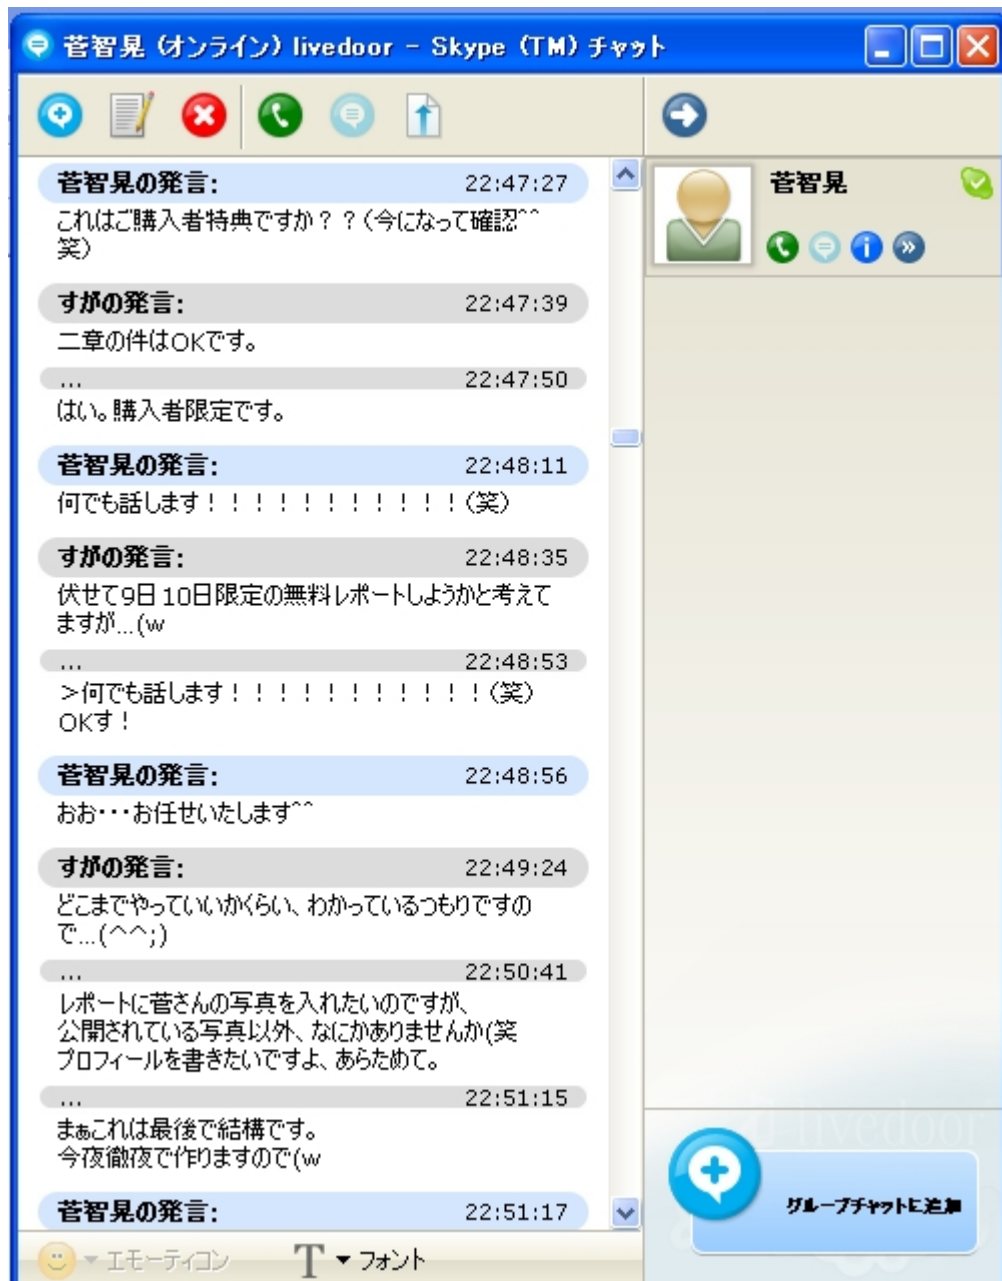 菅智晃 (オンライン) livedoor - Skype (TM) チャット
菅智晃の発言: 22:47:27
これはご購入者特典ですか？？（今になって確認^^
笑）
すがの発言: 22:47:39
二章の件はOKです。
... 22:47:50
はい。購入者限定です。
菅智晃の発言: 22:48:11
何でも話します！！！！！！！！！！！（笑）
すがの発言: 22:48:35
伏せて9日10日限定の無料レポートしようかと考えて
ますが...(w
... 22:48:53
＞何でも話します！！！！！！！！！！！（笑）
OKす！
菅智晃の発言: 22:48:56
おお・・・お任せいたします^^
すがの発言: 22:49:24
どこまでやっていいかくらい、わかっているつもりですの
で...(^^;)
... 22:50:41
レポートに菅さんの写真を入れたいのですが、
公開されている写真以外、なにかありませんか(笑
プロフィールを書きたいですよ、あらためて。
... 22:51:15
まぁこれは最後で結構です。
今夜徹夜で作りますので(w
菅智晃の発言: 22:51:17
エモーティコン T フォント
菅智晃
livedoor
グループチャットに追加